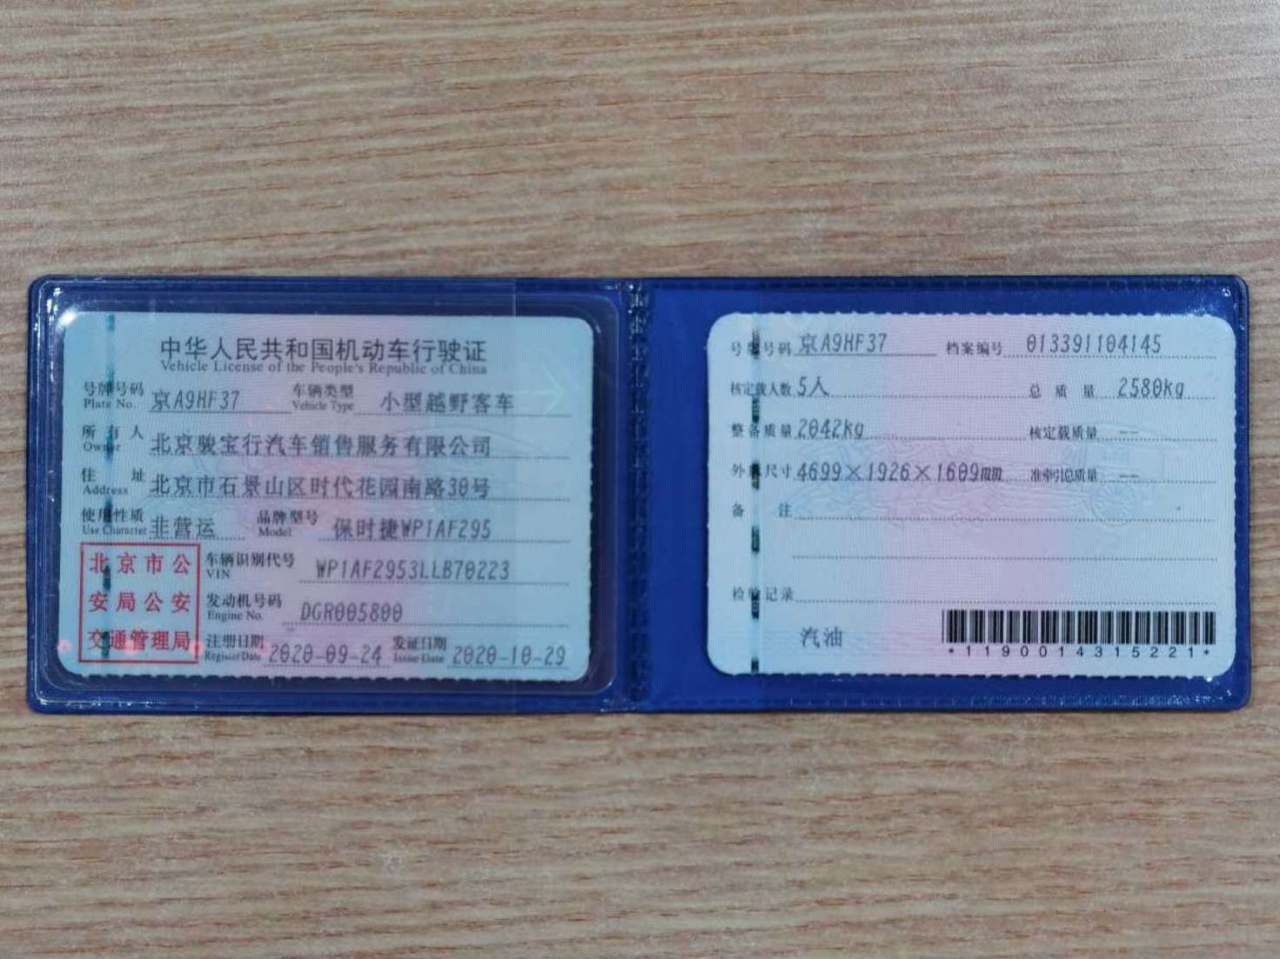 中华人民共和国机动车行驶证
Vehicle License of the People's Republic of China
号牌号码 京A9HF37 车辆类型 小型越野客车
Plate No. Vehicle Type
所有人 北京骏宝行汽车销售服务有限公司
Owner
住址 北京市石景山区时代花园南路30号
Address
使用性质 非营运 品牌型号 保时捷WP1AF295
Use Character Model
北京市公
安局公安
交通管理局
车辆识别代号 WP1AF2953LLB70223
VIN
发动机号码 DGR005800
Engine No.
注册日期 2020-09-24 发证日期 2020-10-29
Register Date Issue Date
号牌号码 京A9HF37 档案编号 013391104145
核定载人数 5人 总质量 2580kg
整备质量 2042kg 核定载质量 --
外廓尺寸 4699×1926×1609mm 准牵引总质量 --
备注
检验记录
汽油
*1190014315221*